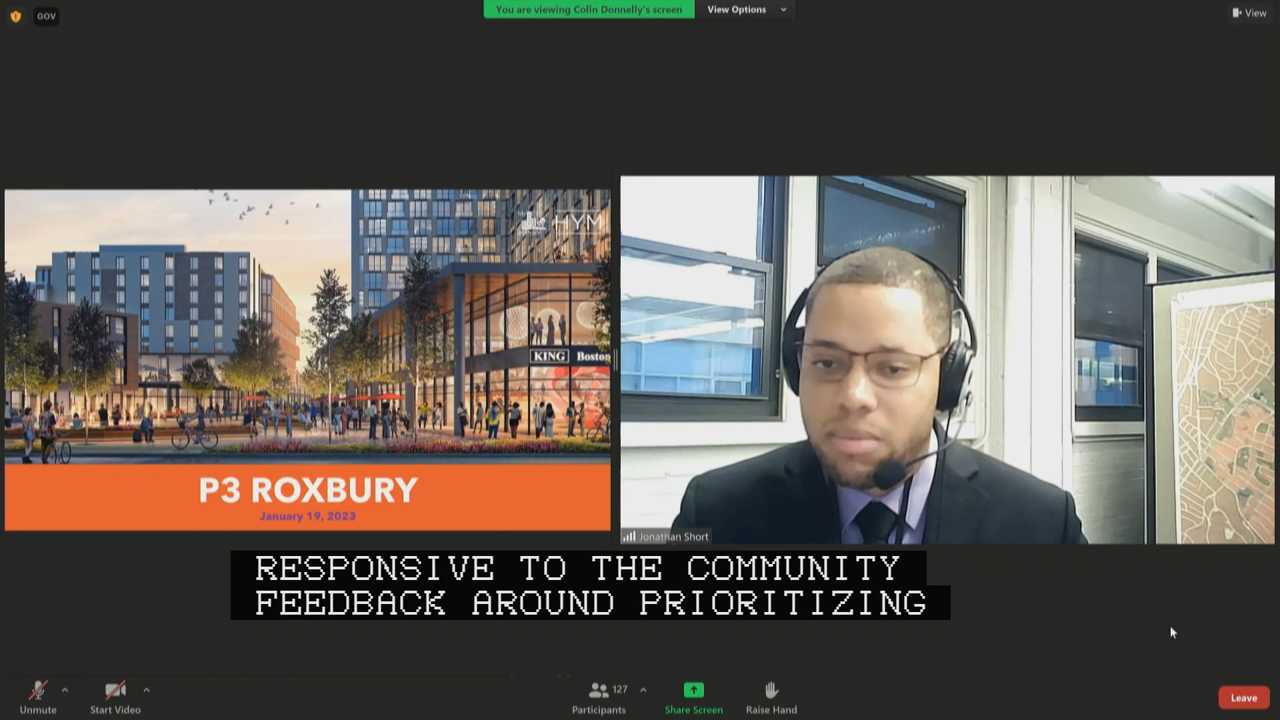 GOV
You are viewing Colin Donnelly's screen
View Options
View
HYM
KING
Boston
P3 ROXBURY
January 19, 2023
Jonathan Short
RESPONSIVE TO THE COMMUNITY
FEEDBACK AROUND PRIORITIZING
Unmute
Start Video
127
Participants
Share Screen
Raise Hand
Leave